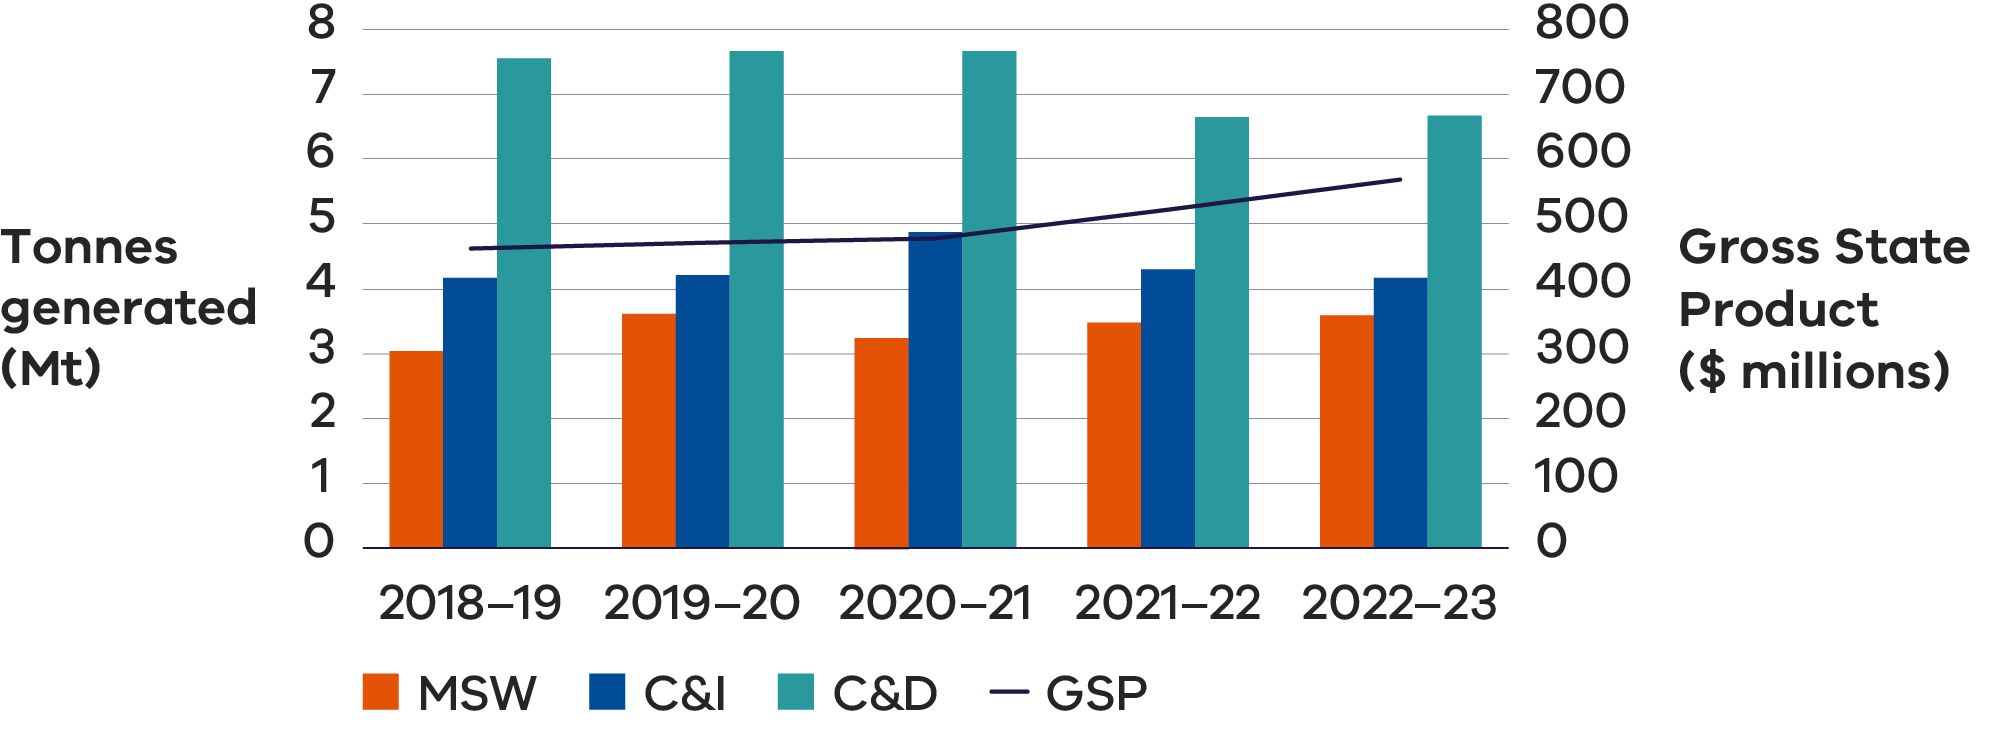 8
7
6
5
4
3
2
1
0
Tonnes
generated
(Mt)
800
700
600
500
400
300
200
100
0
Gross State
Product
($ millions)
2018–19 2019–20 2020–21 2021–22 2022–23
MSW C&I C&D GSP